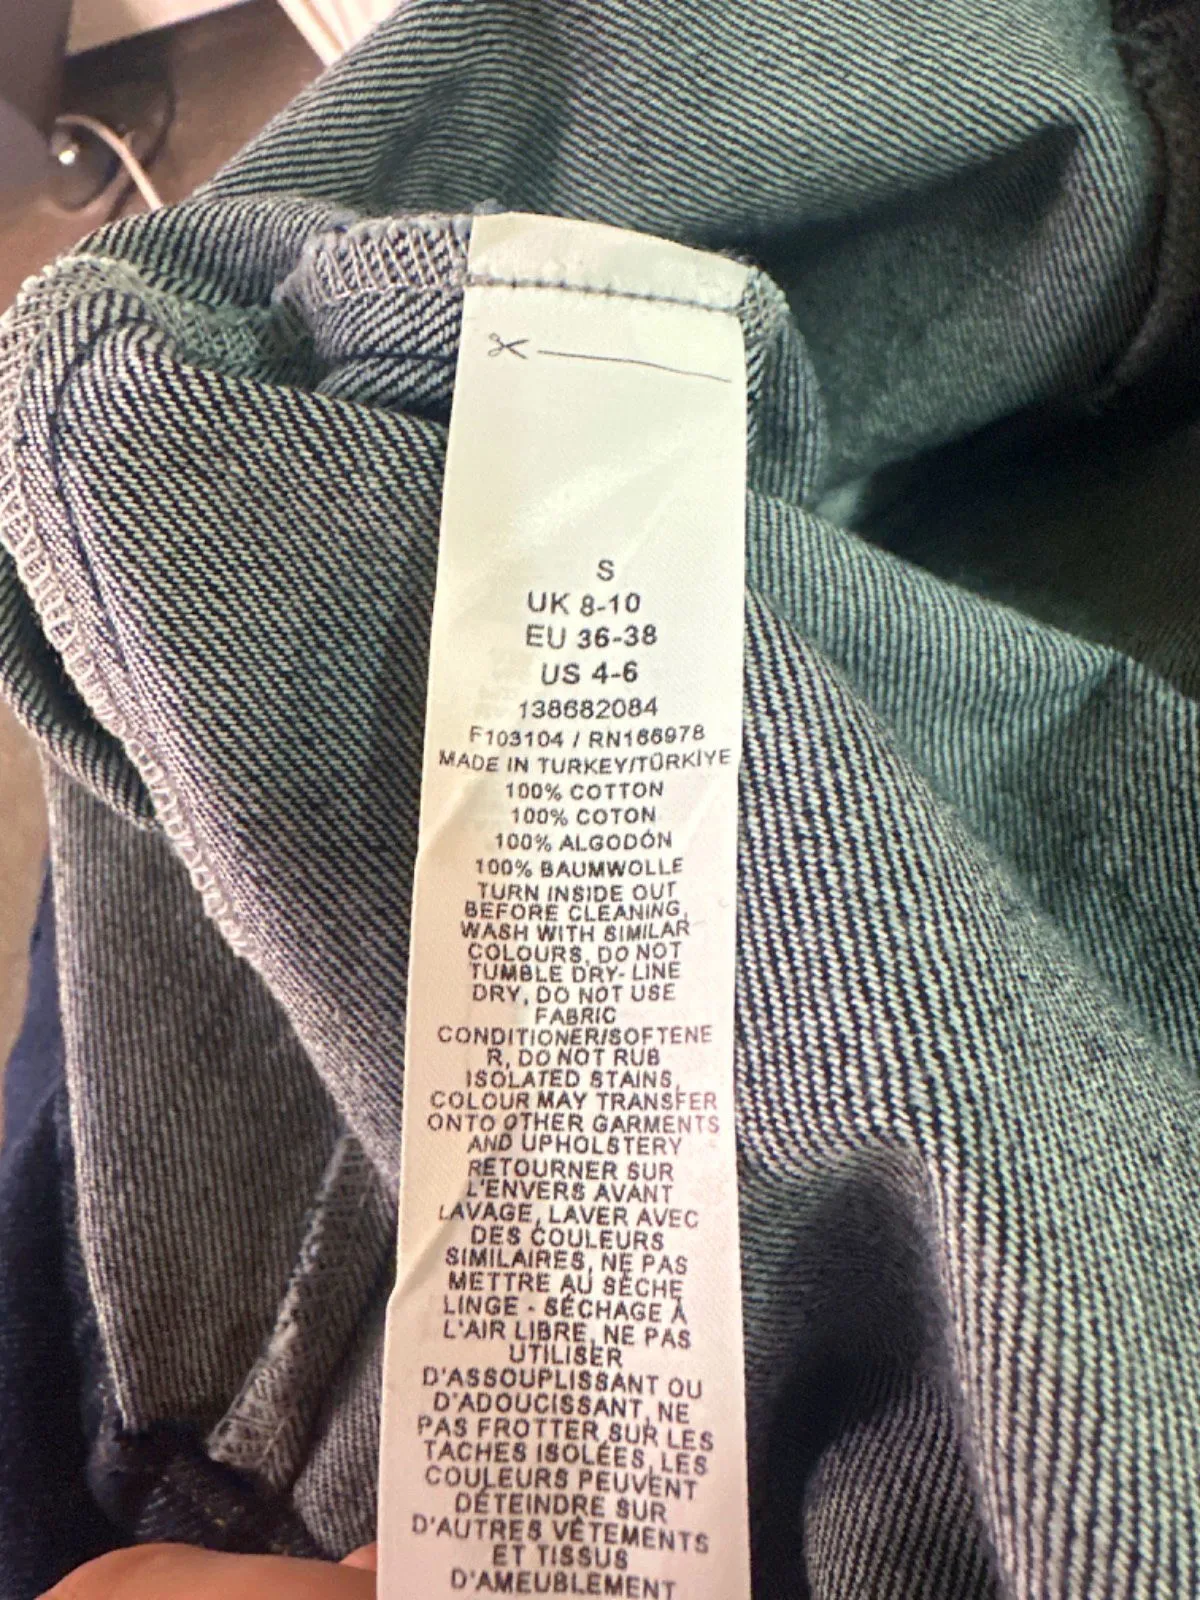 S
UK 8-10
EU 36-38
US 4-6
138682084
F103104 / RN166978
MADE IN TURKEY/TÜRKİYE
100% COTTON
100% COTON
100% ALGODÓN
100% BAUMWOLLE
TURN INSIDE OUT
BEFORE CLEANING,
WASH WITH SIMILAR
COLOURS, DO NOT
TUMBLE DRY- LINE
DRY, DO NOT USE
FABRIC
CONDITIONER/SOFTENE
R, DO NOT RUB
ISOLATED STAINS,
COLOUR MAY TRANSFER
ONTO OTHER GARMENTS
AND UPHOLSTERY
RETOURNER SUR
L'ENVERS AVANT
LAVAGE, LAVER AVEC
DES COULEURS
SIMILAIRES, NE PAS
METTRE AU SÈCHE
LINGE - SÉCHAGE À
L'AIR LIBRE, NE PAS
UTILISER
D'ASSOUPLISSANT OU
D'ADOUCISSANT, NE
PAS FROTTER SUR LES
TACHES ISOLÉES, LES
COULEURS PEUVENT
DÉTEINDRE SUR
D'AUTRES VÊTEMENTS
ET TISSUS
D'AMEUBLEMENT